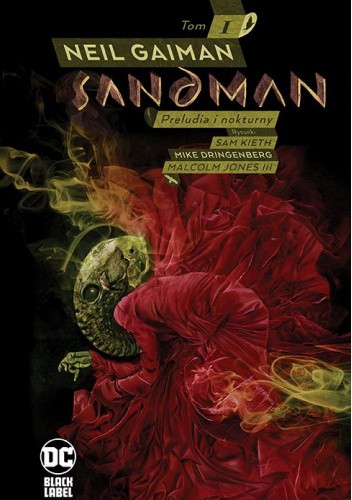 Tom I
NEIL GAIMAN
SANDMAN
Preludia i nokturny
Rysunki
SAM KIETH
MIKE DRINGENBERG
MALCOLM JONES III
DC
BLACK
LABEL